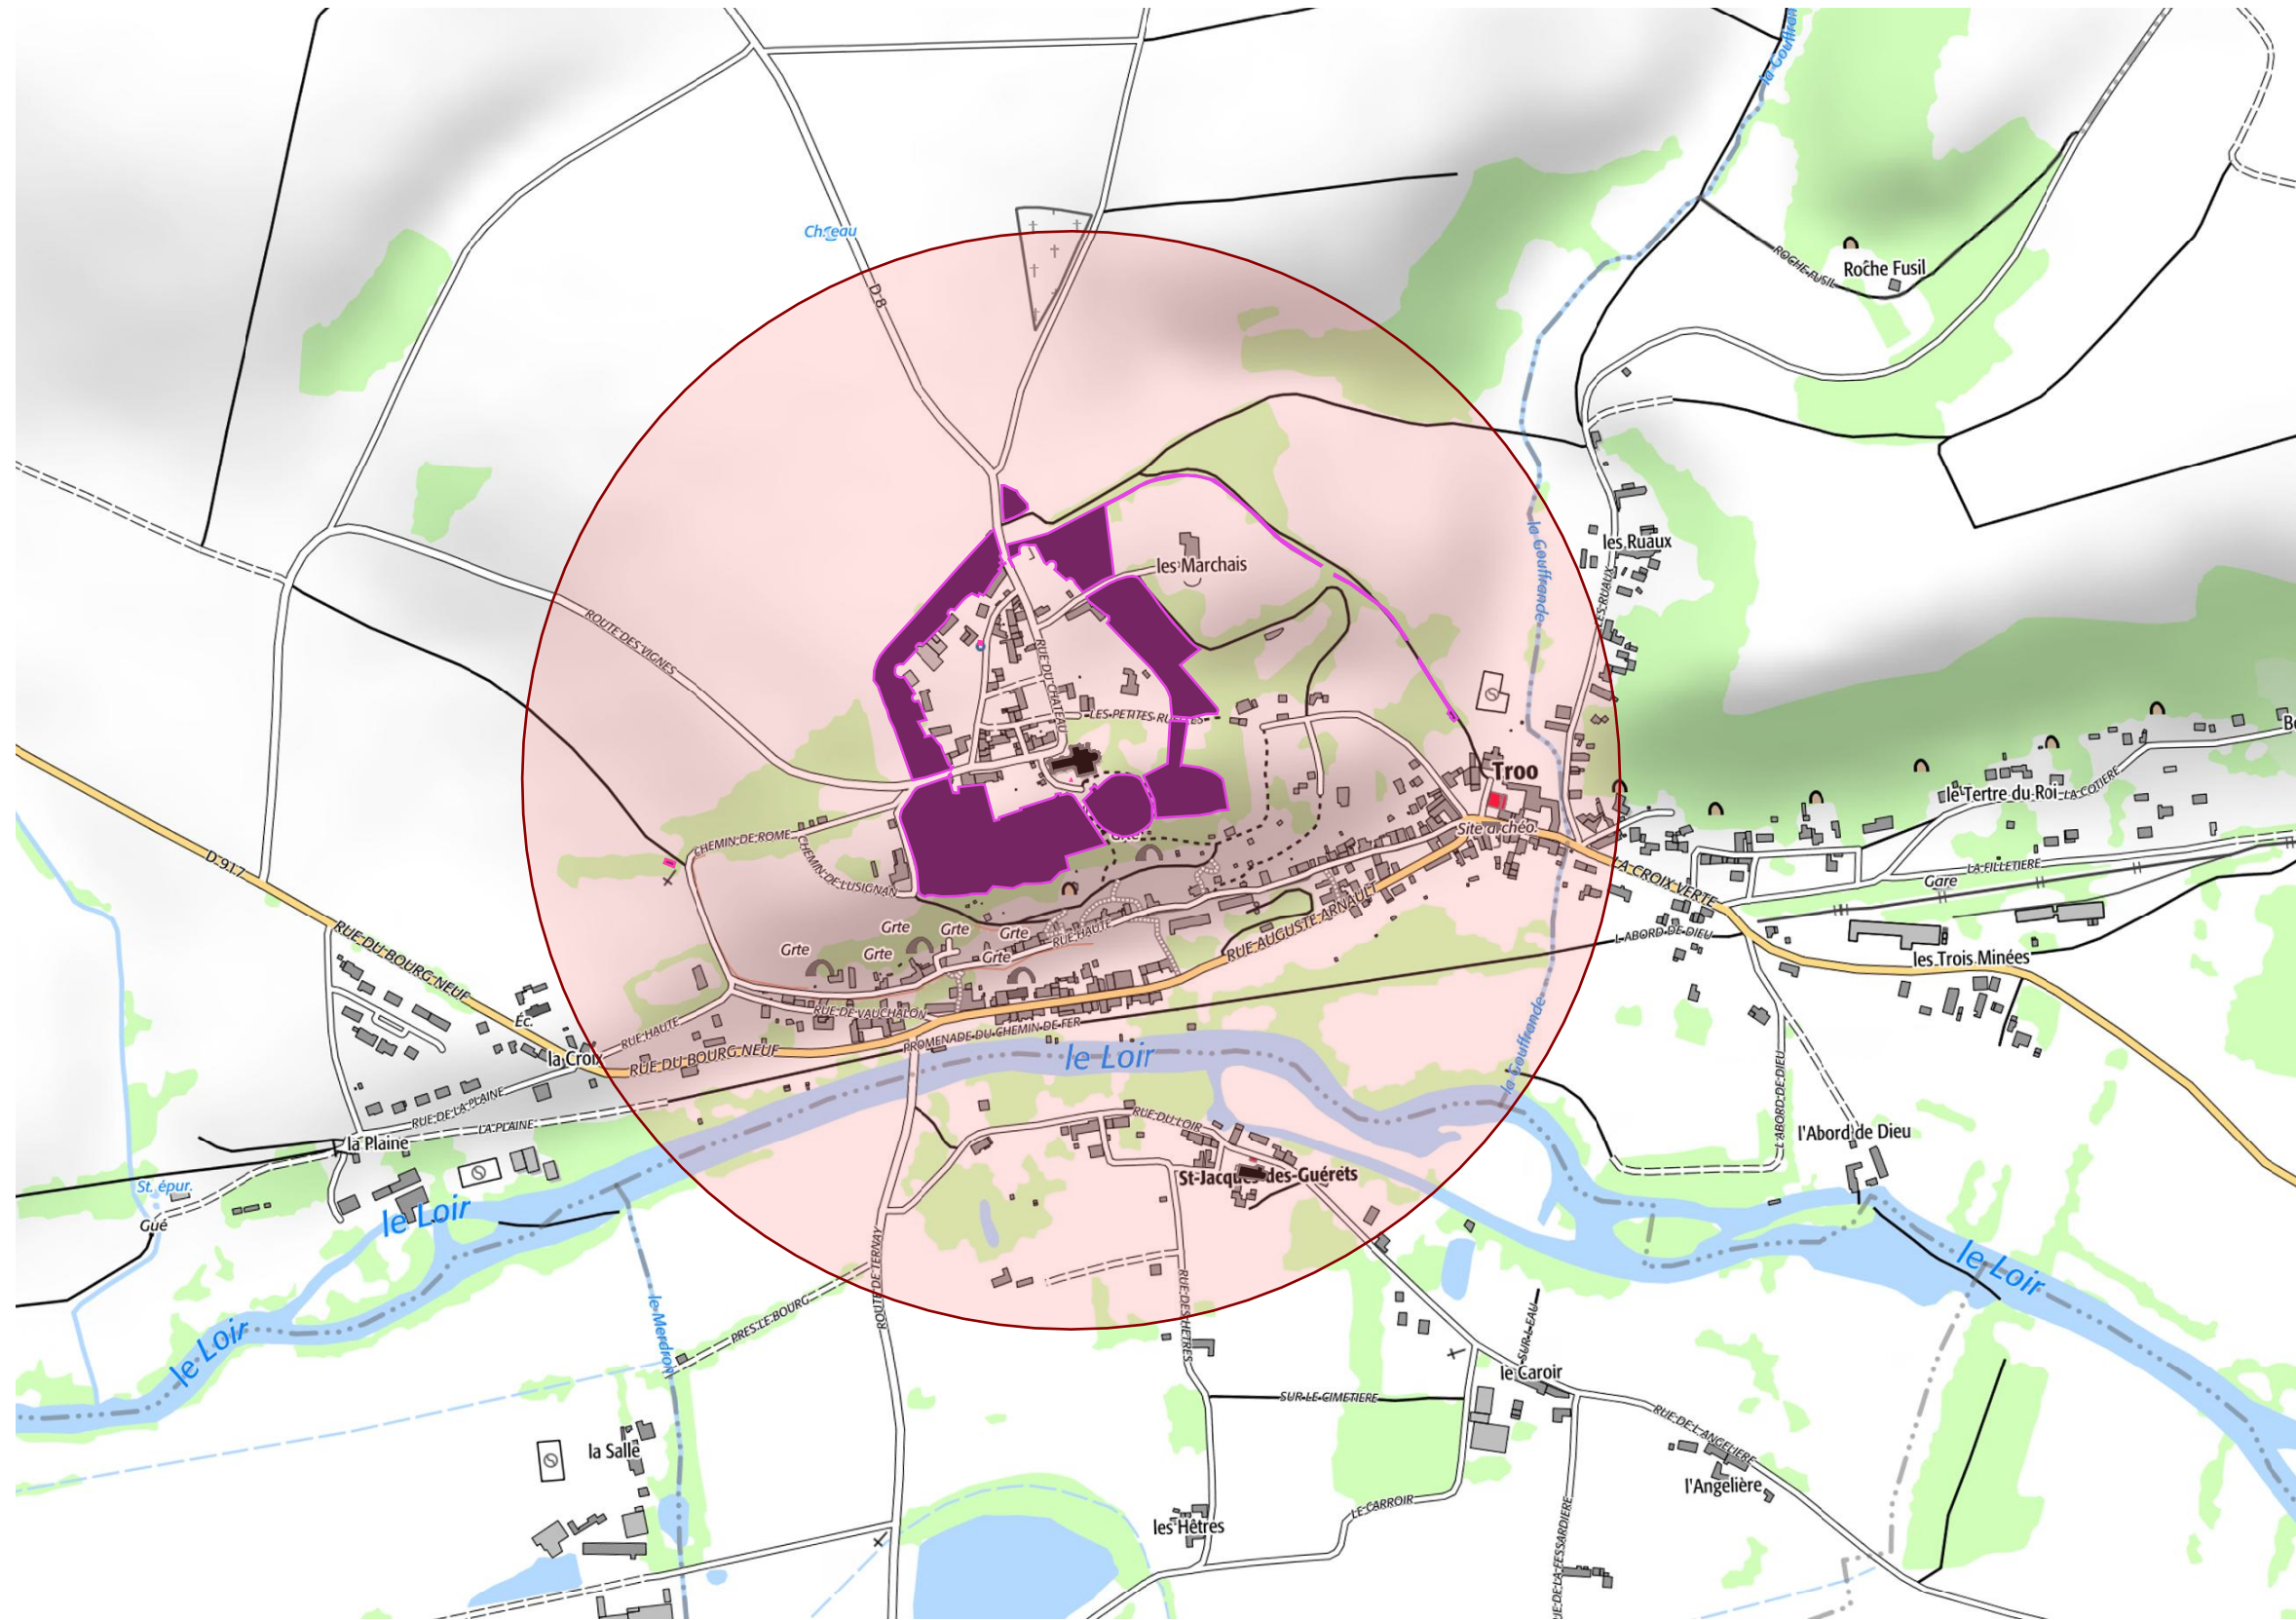 la Gouffran
Ch. eau
D 8
ROCHE FUSIL
Roche Fusil
la Gouffrande
les Ruaux
LES RUAUX
les Marchais
ROUTE DES VIGNES
RUE DU CHATEAU
LES PETITES RUELLES
Troo
le Tertre du Roi
LA COTIERE
Site archéo.
CHEMIN DE ROME
CHEMIN DE LUSIGNAN
D 917
LA CROIX VERTE
LA FILLETIERE
Gare
RUE DU BOURG NEUF
Grte
Grte
Grte
Grte
Grte
Grte
RUE HAUTE
RUE AUGUSTE ARNAULT
L ABORD DE DIEU
les Trois Minées
Éc.
RUE DE VAUCHALON
PROMENADE DU CHEMIN DE FER
RUE HAUTE
la Croix
RUE DU BOURG NEUF
le Loir
la Gouffrande
RUE DE LA PLAINE
LA PLAINE
la Plaine
RUE DU LOIR
L ABORD DE DIEU
l'Abord de Dieu
St-Jacques-des-Guérets
St. épur.
Gué
le Loir
ROUTE DE TERNAY
le Loir
RUE DES HETRES
le Merdron
PRES LE BOURG
le Loir
SUR L EAU
le Caroir
SUR LE CIMETIERE
RUE DE L ANGELIERE
la Salle
l'Angelière
LE CARROIR
les Hêtres
UE DE LA FESSARDIERE